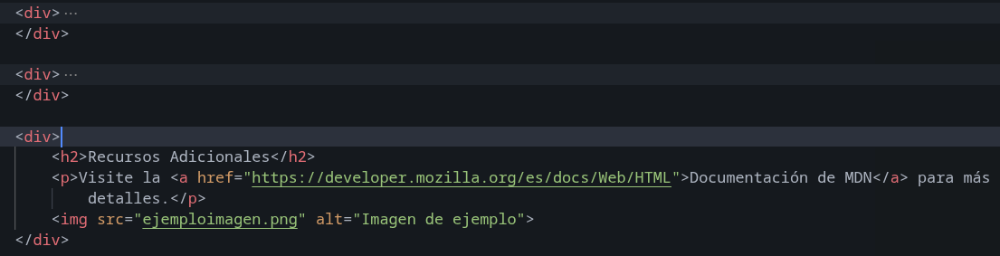 <div>···
</div>
<div>···
</div>
<div>
<h2>Recursos Adicionales</h2>
<p>Visite la <a href="https://developer.mozilla.org/es/docs/Web/HTML">Documentación de MDN</a> para más
detalles.</p>
<img src="ejemploimagen.png" alt="Imagen de ejemplo">
</div>